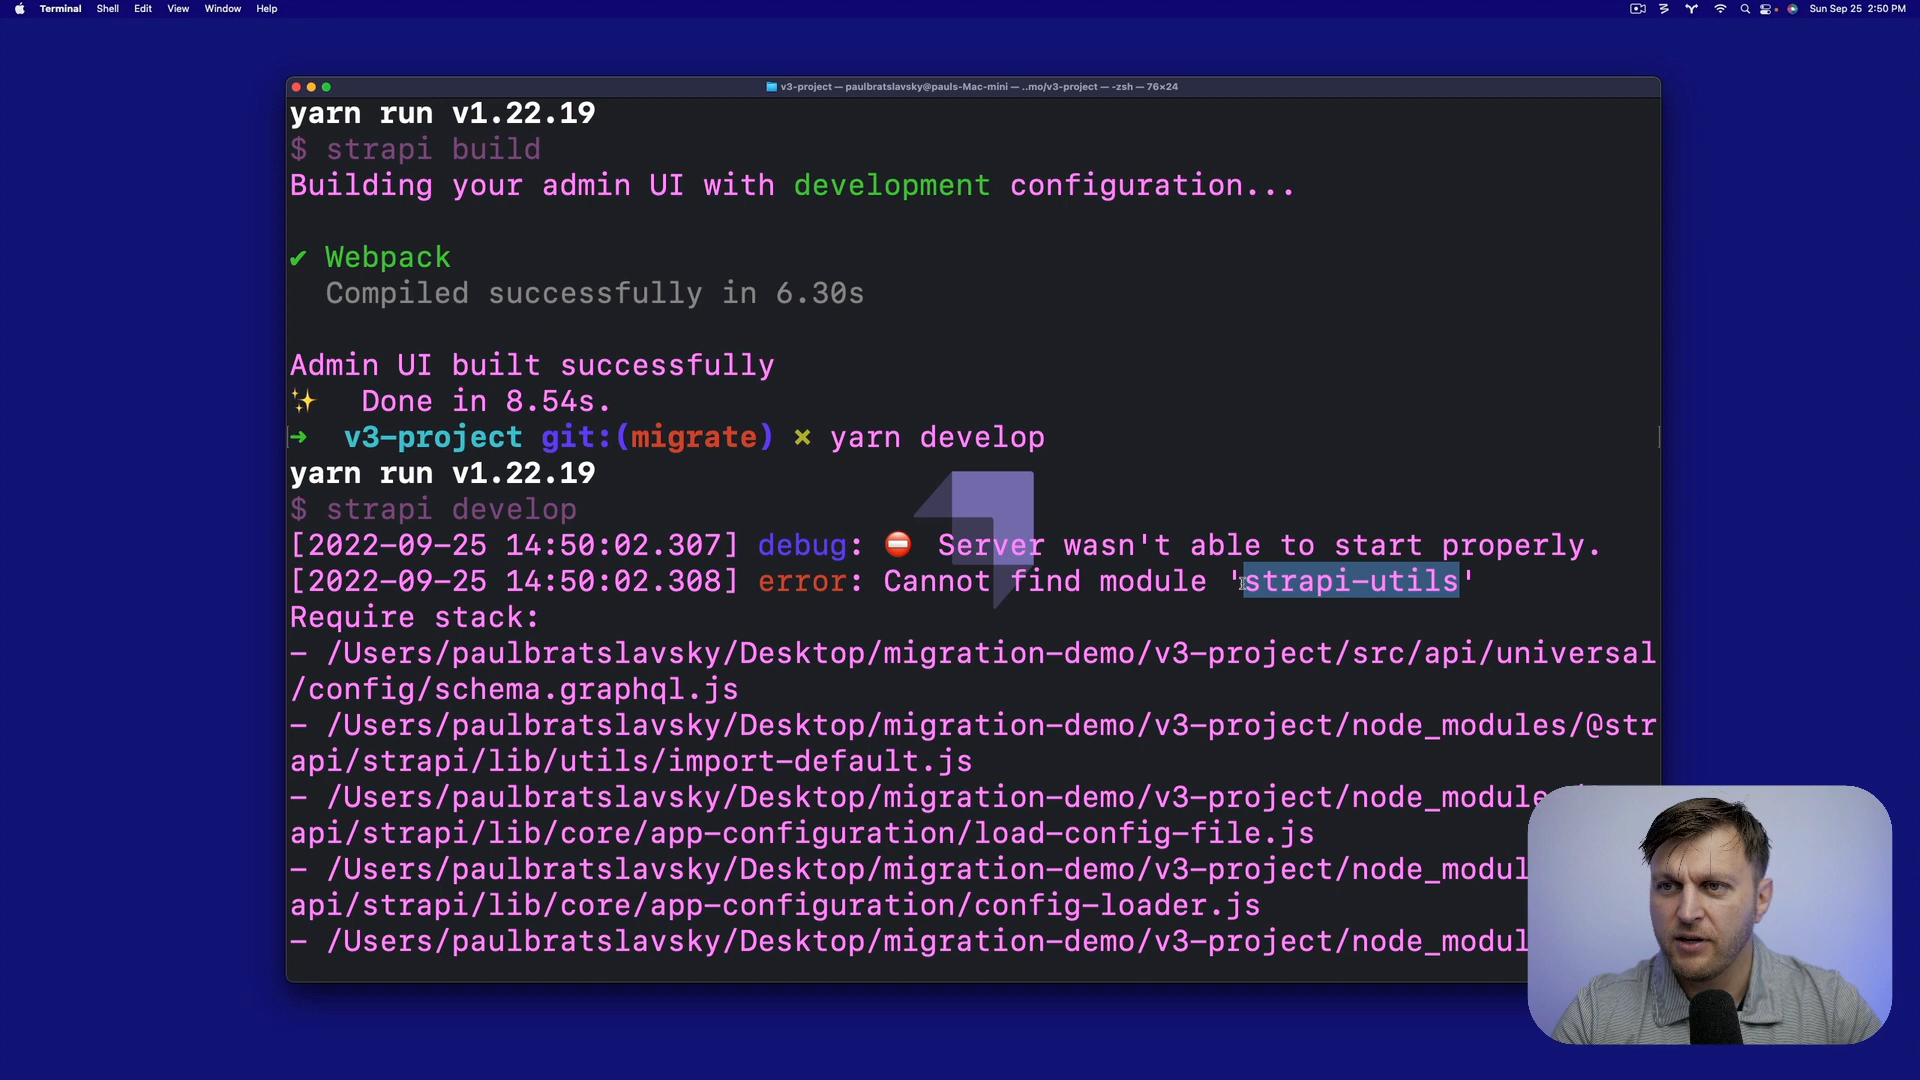 Terminal Shell Edit View Window Help Sun Sep 25 2:50 PM
v3-project — paulbratslavsky@pauls-Mac-mini — ..mo/v3-project — -zsh — 76×24
yarn run v1.22.19
$ strapi build
Building your admin UI with development configuration...
✔ Webpack
Compiled successfully in 6.30s
Admin UI built successfully
✨ Done in 8.54s.
➜ v3-project git:(migrate) ✗ yarn develop
yarn run v1.22.19
$ strapi develop
[2022-09-25 14:50:02.307] debug: ⛔ Server wasn't able to start properly.
[2022-09-25 14:50:02.308] error: Cannot find module 'strapi-utils'
Require stack:
- /Users/paulbratslavsky/Desktop/migration-demo/v3-project/src/api/universal
/config/schema.graphql.js
- /Users/paulbratslavsky/Desktop/migration-demo/v3-project/node_modules/@str
api/strapi/lib/utils/import-default.js
- /Users/paulbratslavsky/Desktop/migration-demo/v3-project/node_module
api/strapi/lib/core/app-configuration/load-config-file.js
- /Users/paulbratslavsky/Desktop/migration-demo/v3-project/node_modul
api/strapi/lib/core/app-configuration/config-loader.js
- /Users/paulbratslavsky/Desktop/migration-demo/v3-project/node_modul